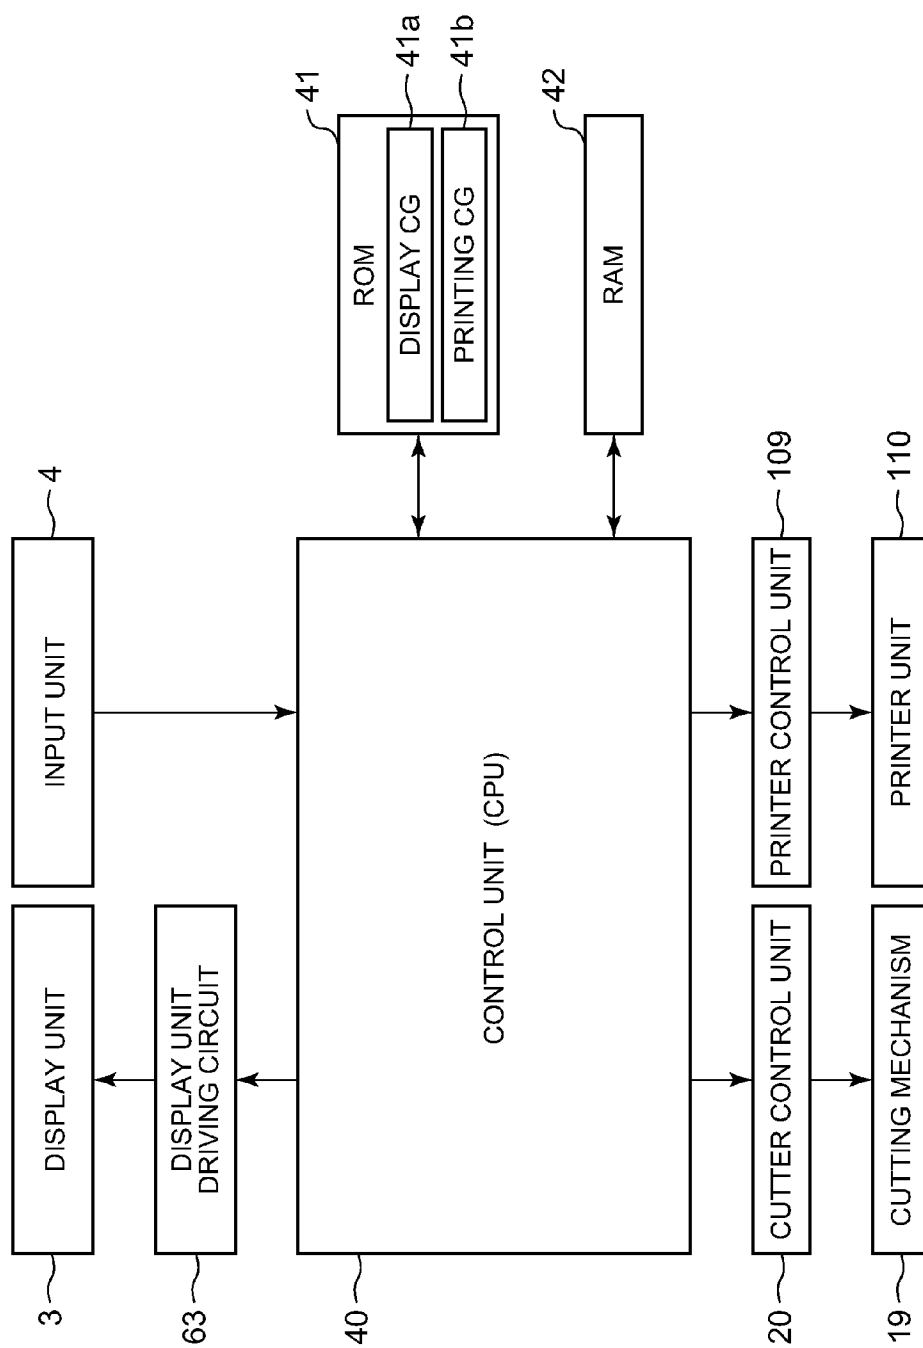 3
DISPLAY UNIT
INPUT UNIT
4
63
DISPLAY UNIT
DRIVING CIRCUIT
40
CONTROL UNIT (CPU)
41
ROM
41a
DISPLAY CG
41b
PRINTING CG
42
RAM
20
CUTTER CONTROL UNIT
PRINTER CONTROL UNIT
109
19
CUTTING MECHANISM
PRINTER UNIT
110